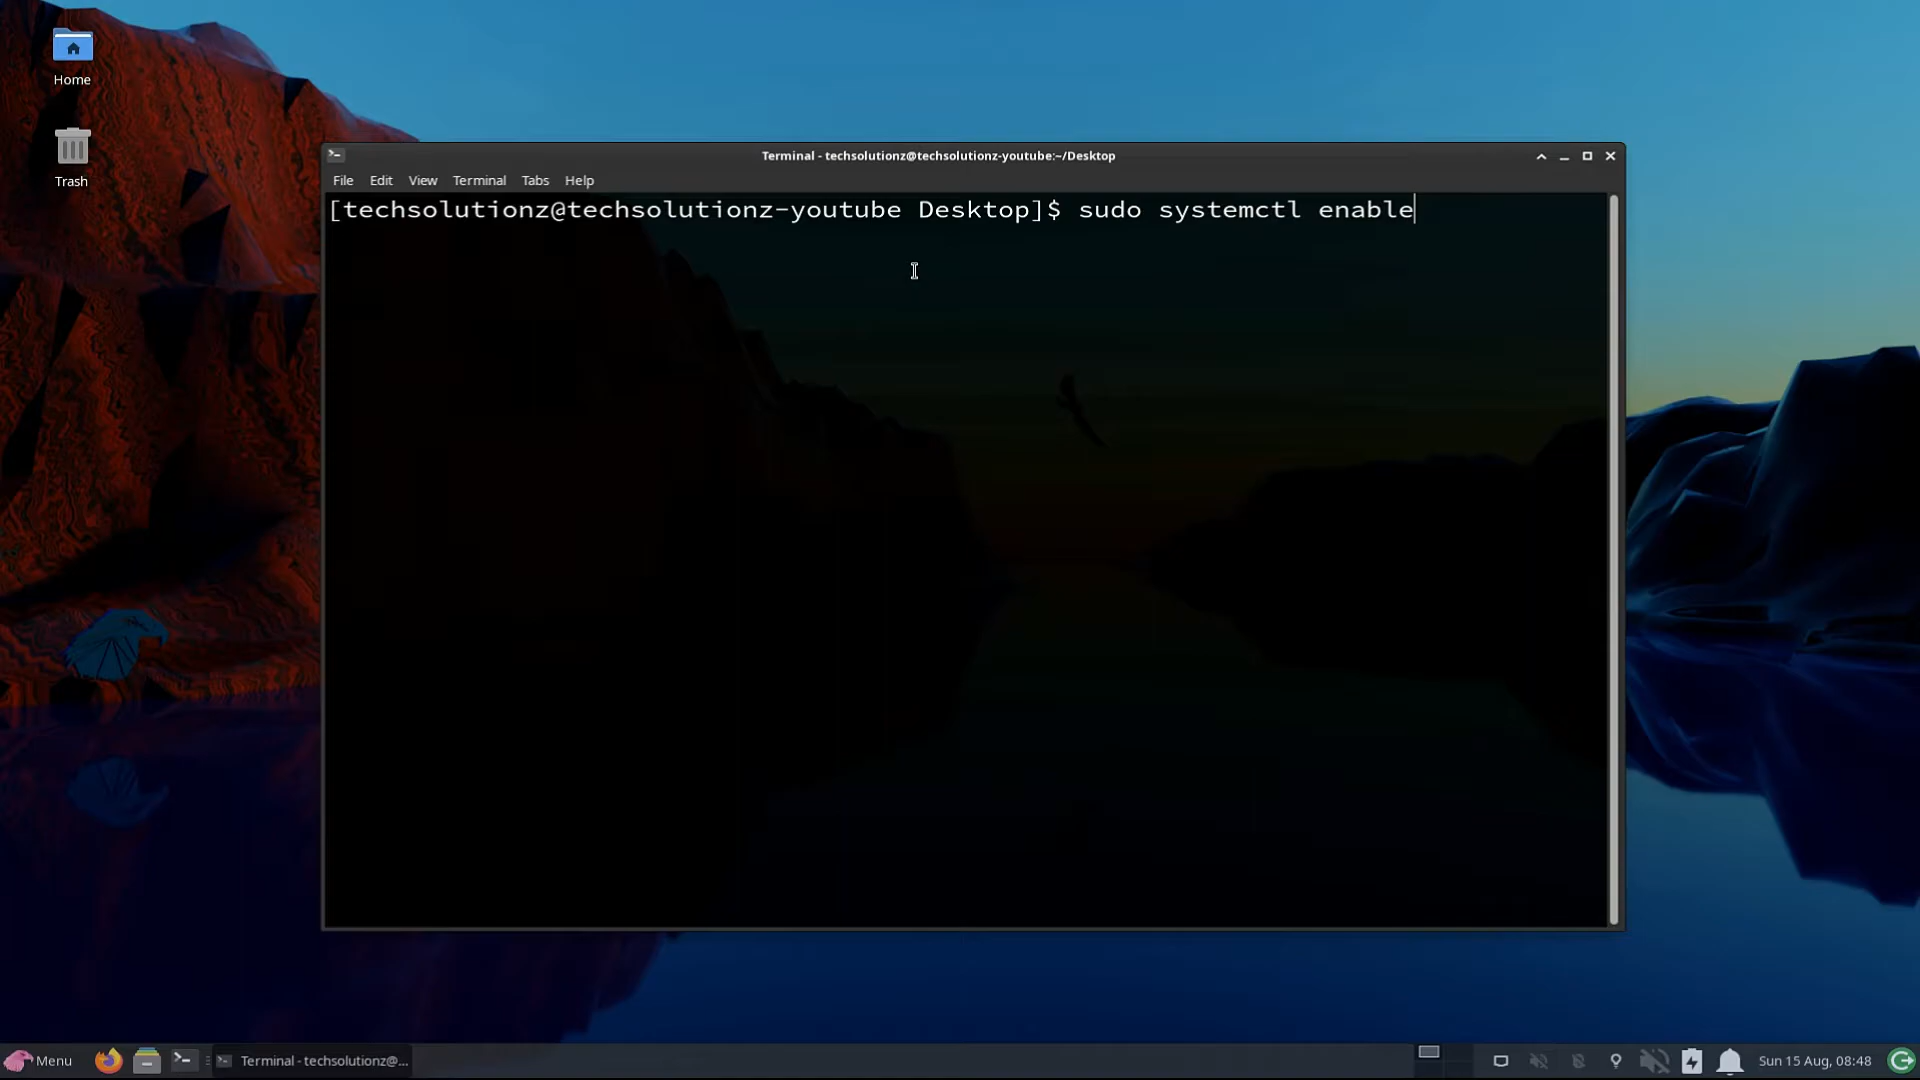 Home
Trash
Terminal - techsolutionz@techsolutionz-youtube:~/Desktop
File Edit View Terminal Tabs Help
[techsolutionz@techsolutionz-youtube Desktop]$ sudo systemctl enable
Menu
Terminal - techsolutionz@...
Sun 15 Aug, 08:48